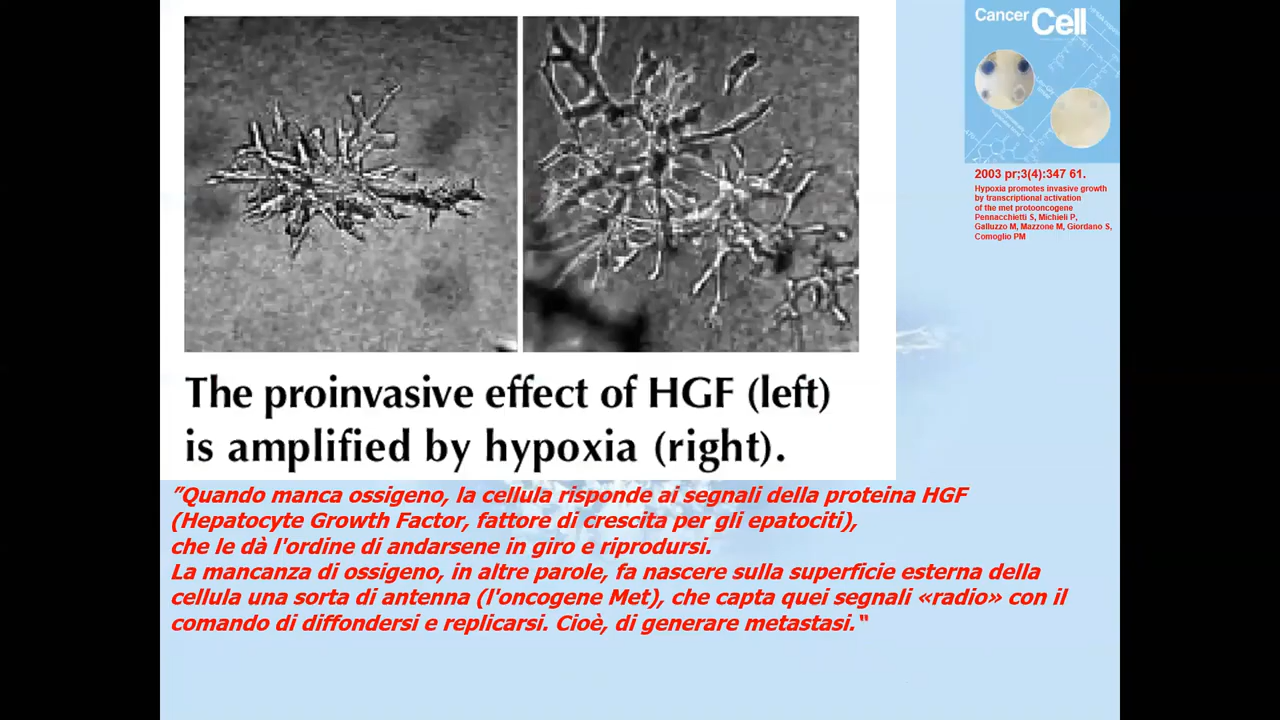 Cancer Cell
2003 pr;3(4):347 61.
Hypoxia promotes invasive growth
by transcriptional activation
of the met protooncogene
Pennacchietti S, Michieli P,
Galluzzo M, Mazzone M, Giordano S,
Comoglio PM
The proinvasive effect of HGF (left)
is amplified by hypoxia (right).
"Quando manca ossigeno, la cellula risponde ai segnali della proteina HGF
(Hepatocyte Growth Factor, fattore di crescita per gli epatociti),
che le dà l'ordine di andarsene in giro e riprodursi.
La mancanza di ossigeno, in altre parole, fa nascere sulla superficie esterna della
cellula una sorta di antenna (l'oncogene Met), che capta quei segnali «radio» con il
comando di diffondersi e replicarsi. Cioè, di generare metastasi."